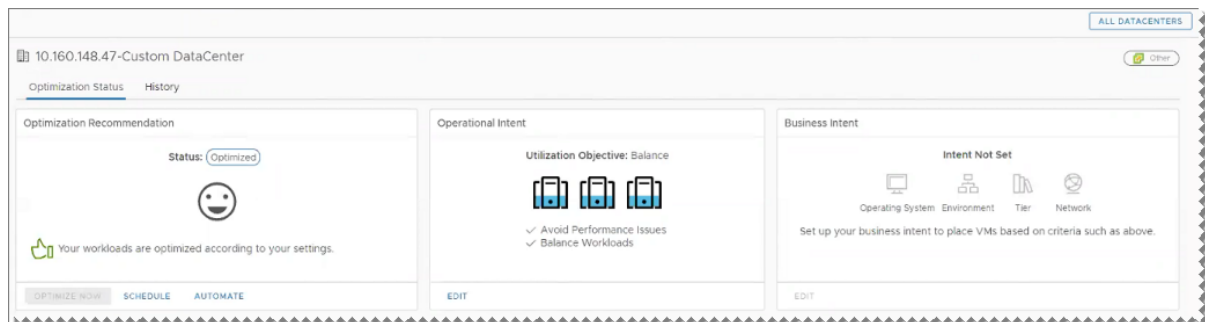 ALL DATACENTERS
10.160.148.47-Custom DataCenter
Other
Optimization Status
History
Optimization Recommendation
Status: Optimized
Your workloads are optimized according to your settings.
OPTIMIZE NOW
SCHEDULE
AUTOMATE
Operational Intent
Utilization Objective: Balance
Avoid Performance Issues
Balance Workloads
EDIT
Business Intent
Intent Not Set
Operating System
Environment
Tier
Network
Set up your business intent to place VMs based on criteria such as above.
EDIT